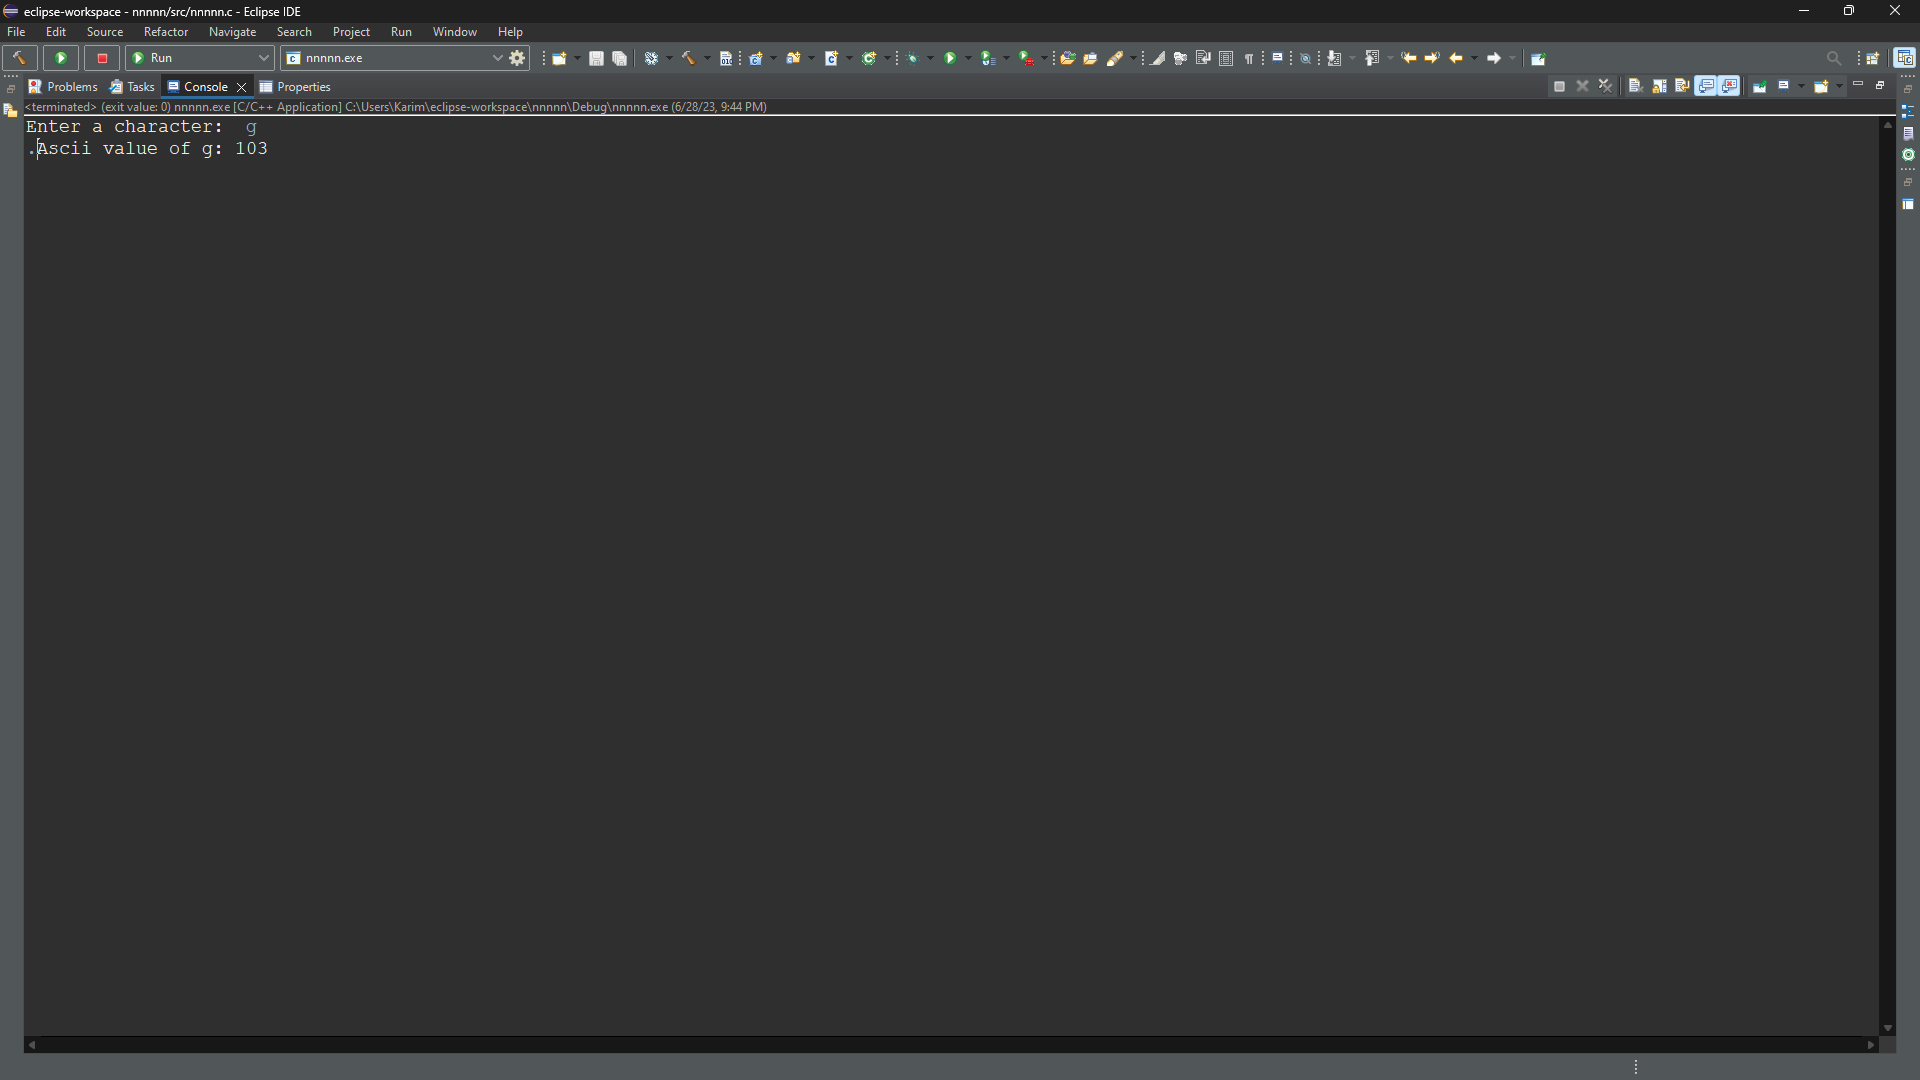 eclipse-workspace - nnnnn/src/nnnnn.c - Eclipse IDE
File Edit Source Refactor Navigate Search Project Run Window Help
Run nnnnn.exe
Problems Tasks Console Properties
<terminated> (exit value: 0) nnnnn.exe [C/C++ Application] C:\Users\Karim\eclipse-workspace\nnnnn\Debug\nnnnn.exe (6/28/23, 9:44 PM)
Enter a character:  g
.Ascii value of g: 103